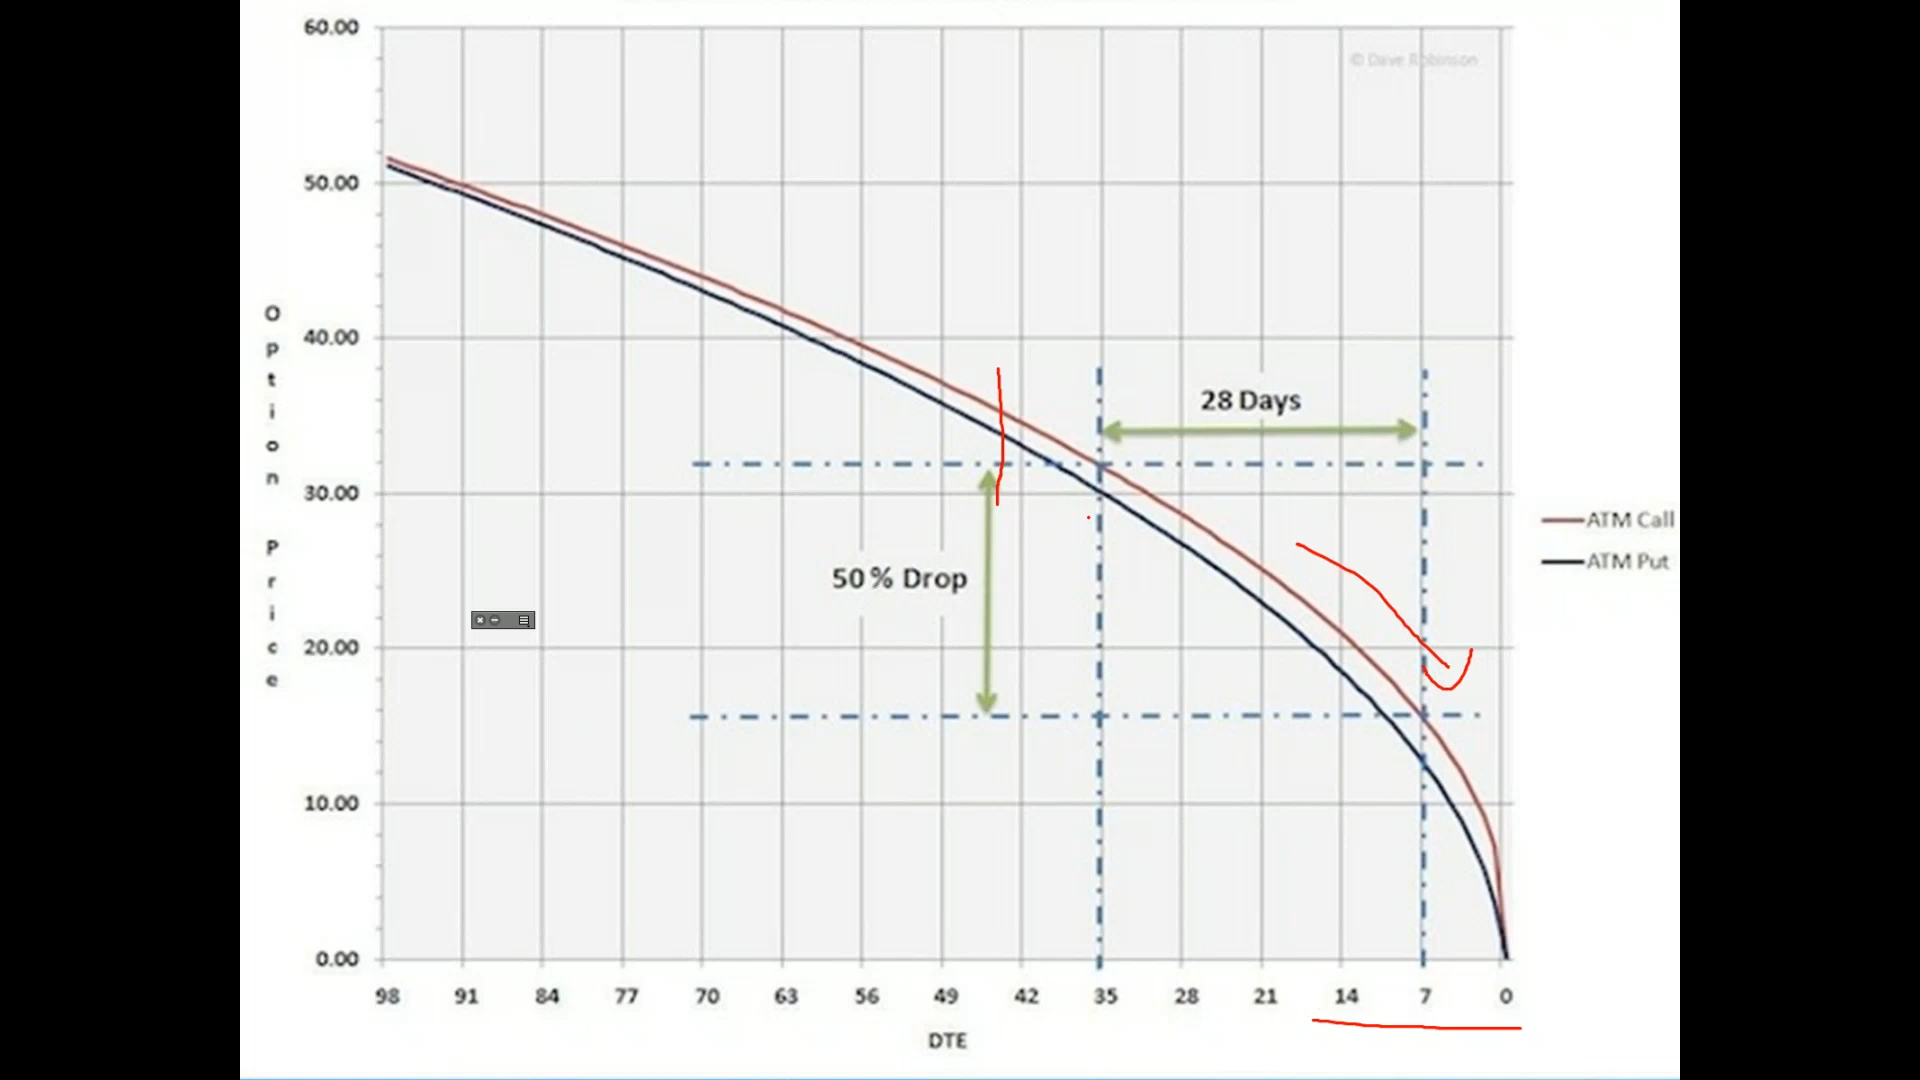 60.00
© Dave Robinson
50.00
40.00
30.00
20.00
10.00
0.00
Option Price
28 Days
50% Drop
ATM Call
ATM Put
98 91 84 77 70 63 56 49 42 35 28 21 14 7 0
DTE